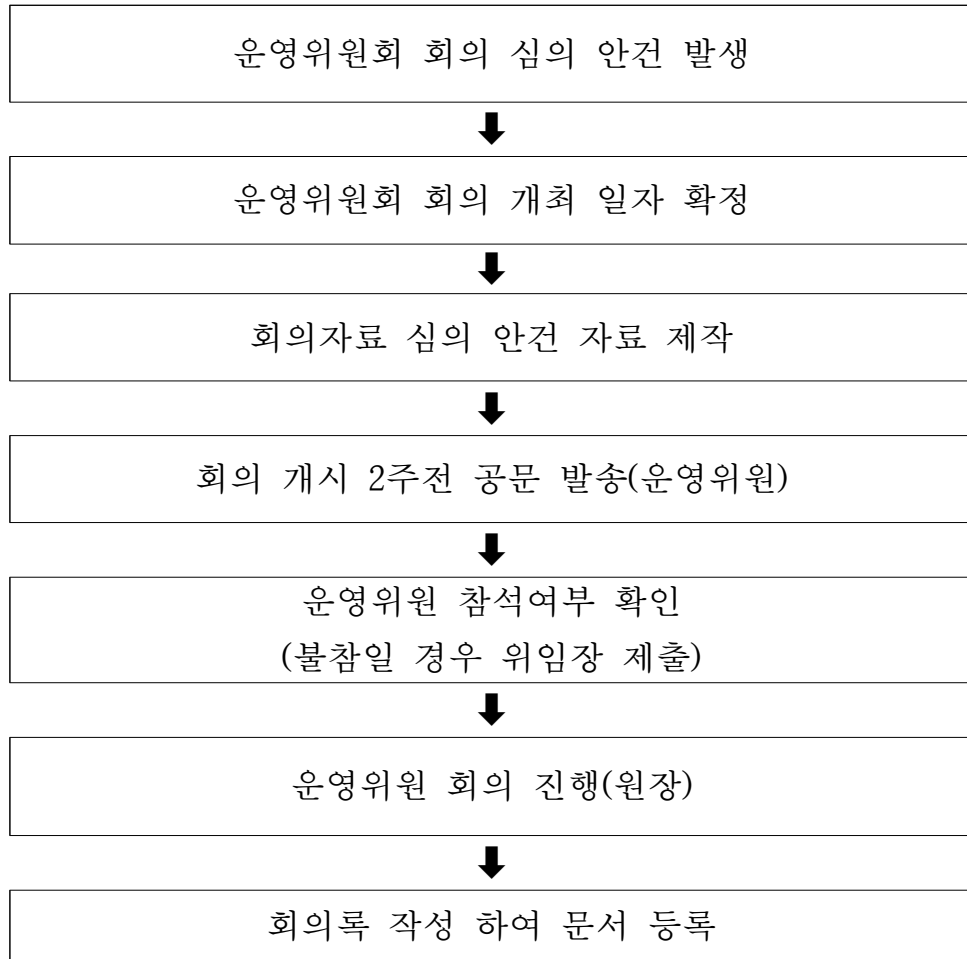 운영위원회 회의 심의 안건 발생
운영위원회 회의 개최 일자 확정
회의자료 심의 안건 자료 제작
회의 개시 2주전 공문 발송(운영위원)
운영위원 참석여부 확인
(불참일 경우 위임장 제출)
운영위원 회의 진행(원장)
회의록 작성 하여 문서 등록